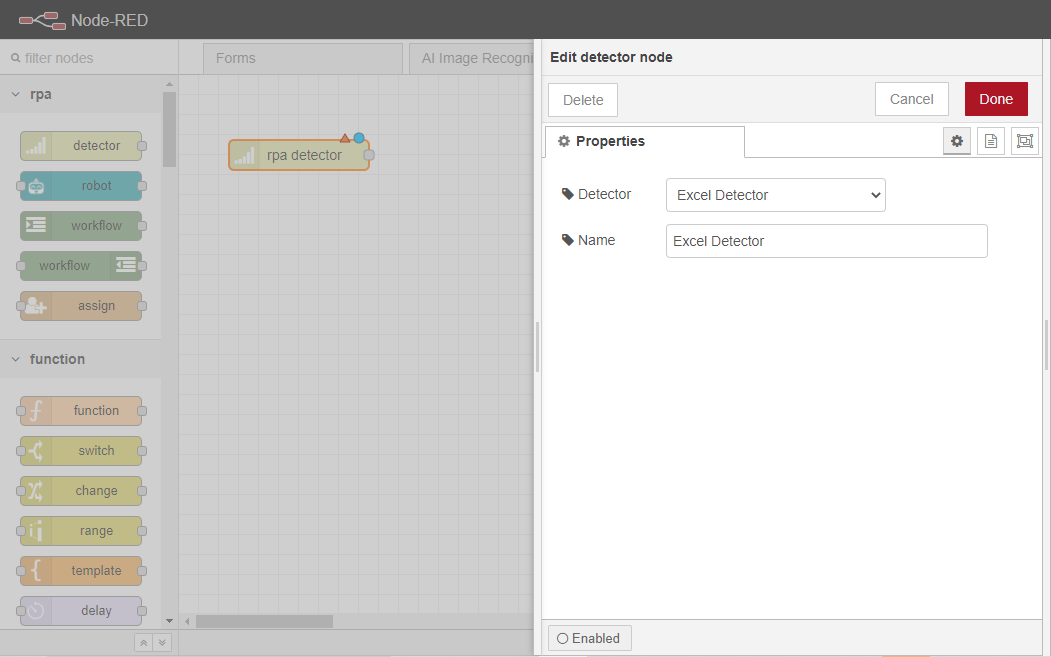 Node-RED
filter nodes
Forms
AI Image Recogni
Edit detector node
Delete
Cancel
Done
Properties
rpa
detector
robot
workflow
workflow
assign
function
function
switch
change
range
template
delay
rpa detector
Detector
Excel Detector
Name
Excel Detector
Enabled